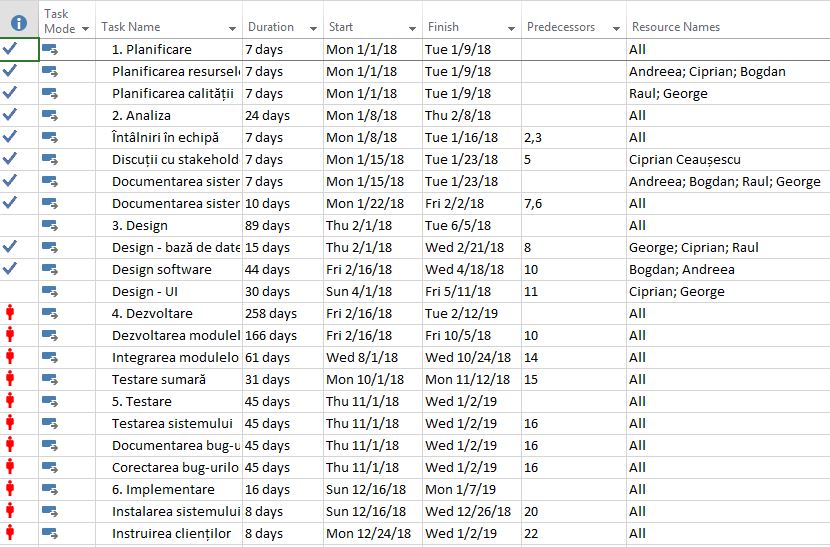 Task Mode Task Name Duration Start Finish Predecessors Resource Names
1. Planificare 7 days Mon 1/1/18 Tue 1/9/18 All
Planificarea resursel 7 days Mon 1/1/18 Tue 1/9/18 Andreea; Ciprian; Bogdan
Planificarea calității 7 days Mon 1/1/18 Tue 1/9/18 Raul; George
2. Analiza 24 days Mon 1/8/18 Thu 2/8/18 All
Întâlniri în echipă 7 days Mon 1/8/18 Tue 1/16/18 2,3 All
Discuții cu stakehold 7 days Mon 1/15/18 Tue 1/23/18 5 Ciprian Ceaușescu
Documentarea sister 7 days Mon 1/15/18 Tue 1/23/18 Andreea; Bogdan; Raul; George
Documentarea sister 10 days Mon 1/22/18 Fri 2/2/18 7,6 All
3. Design 89 days Thu 2/1/18 Tue 6/5/18 All
Design - bază de date 15 days Thu 2/1/18 Wed 2/21/18 8 George; Ciprian; Raul
Design software 44 days Fri 2/16/18 Wed 4/18/18 10 Bogdan; Andreea
Design - UI 30 days Sun 4/1/18 Fri 5/11/18 11 Ciprian; George
4. Dezvoltare 258 days Fri 2/16/18 Tue 2/12/19 All
Dezvoltarea modulel 166 days Fri 2/16/18 Fri 10/5/18 10 All
Integrarea modulelo 61 days Wed 8/1/18 Wed 10/24/18 14 All
Testare sumară 31 days Mon 10/1/18 Mon 11/12/18 15 All
5. Testare 45 days Thu 11/1/18 Wed 1/2/19 All
Testarea sistemului 45 days Thu 11/1/18 Wed 1/2/19 16 All
Documentarea bug-u 45 days Thu 11/1/18 Wed 1/2/19 16 All
Corectarea bug-urilo 45 days Thu 11/1/18 Wed 1/2/19 16 All
6. Implementare 16 days Sun 12/16/18 Mon 1/7/19 All
Instalarea sistemului 8 days Sun 12/16/18 Wed 12/26/18 20 All
Instruirea clienților 8 days Mon 12/24/18 Wed 1/2/19 22 All